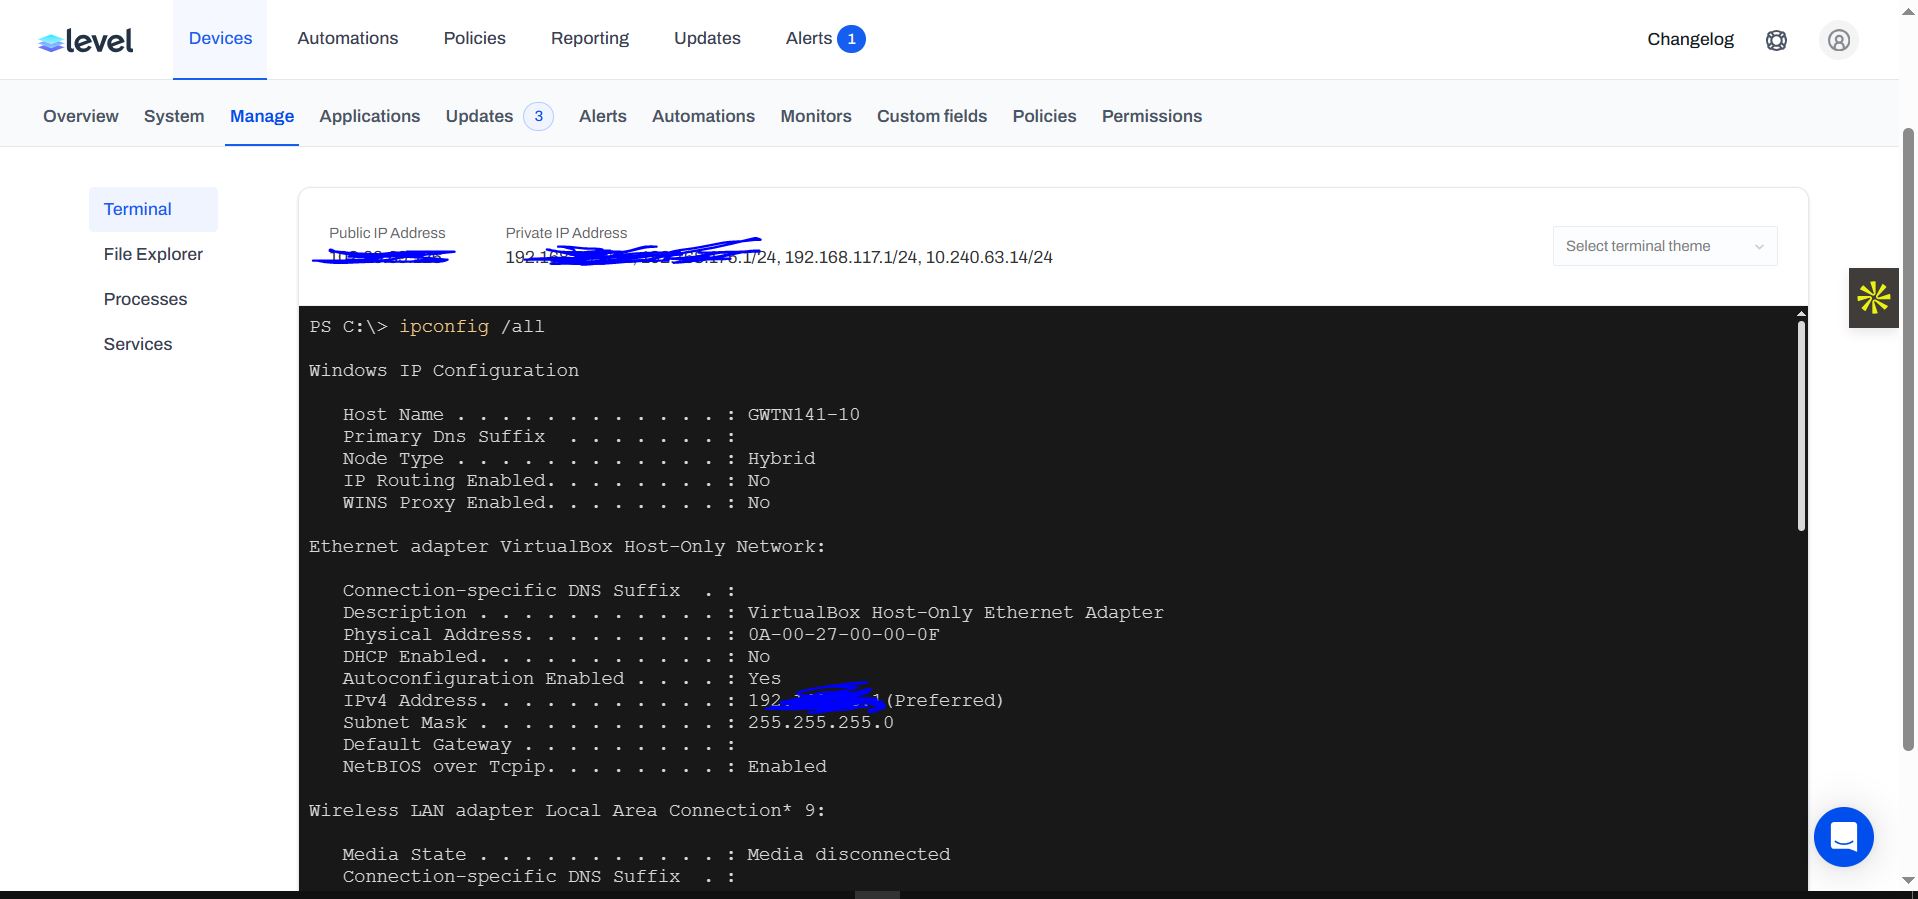 level
Devices Automations Policies Reporting Updates Alerts 1 Changelog
Overview System Manage Applications Updates 3 Alerts Automations Monitors Custom fields Policies Permissions
Terminal
File Explorer
Processes
Services
Public IP Address Private IP Address
/24, 192.168.117.1/24, 10.240.63.14/24
Select terminal theme
PS C:\> ipconfig /all
Windows IP Configuration
Host Name . . . . . . . . . . . . : GWTN141-10
Primary Dns Suffix . . . . . . . :
Node Type . . . . . . . . . . . . : Hybrid
IP Routing Enabled. . . . . . . . : No
WINS Proxy Enabled. . . . . . . . : No
Ethernet adapter VirtualBox Host-Only Network:
Connection-specific DNS Suffix . :
Description . . . . . . . . . . . : VirtualBox Host-Only Ethernet Adapter
Physical Address. . . . . . . . . : 0A-00-27-00-00-0F
DHCP Enabled. . . . . . . . . . . : No
Autoconfiguration Enabled . . . . : Yes
IPv4 Address. . . . . . . . . . . : (Preferred)
Subnet Mask . . . . . . . . . . . : 255.255.255.0
Default Gateway . . . . . . . . . :
NetBIOS over Tcpip. . . . . . . . : Enabled
Wireless LAN adapter Local Area Connection* 9:
Media State . . . . . . . . . . . : Media disconnected
Connection-specific DNS Suffix . :